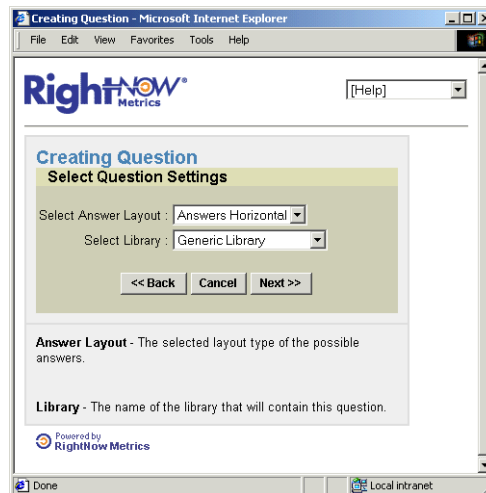 Creating Question - Microsoft Internet Explorer
File Edit View Favorites Tools Help
RightNOW®
Metrics
[Help]
Creating Question
Select Question Settings
Select Answer Layout : Answers Horizontal
Select Library : Generic Library
<< Back Cancel Next >>
Answer Layout - The selected layout type of the possible
answers.
Library - The name of the library that will contain this question.
Powered by
RightNow Metrics
Done Local intranet